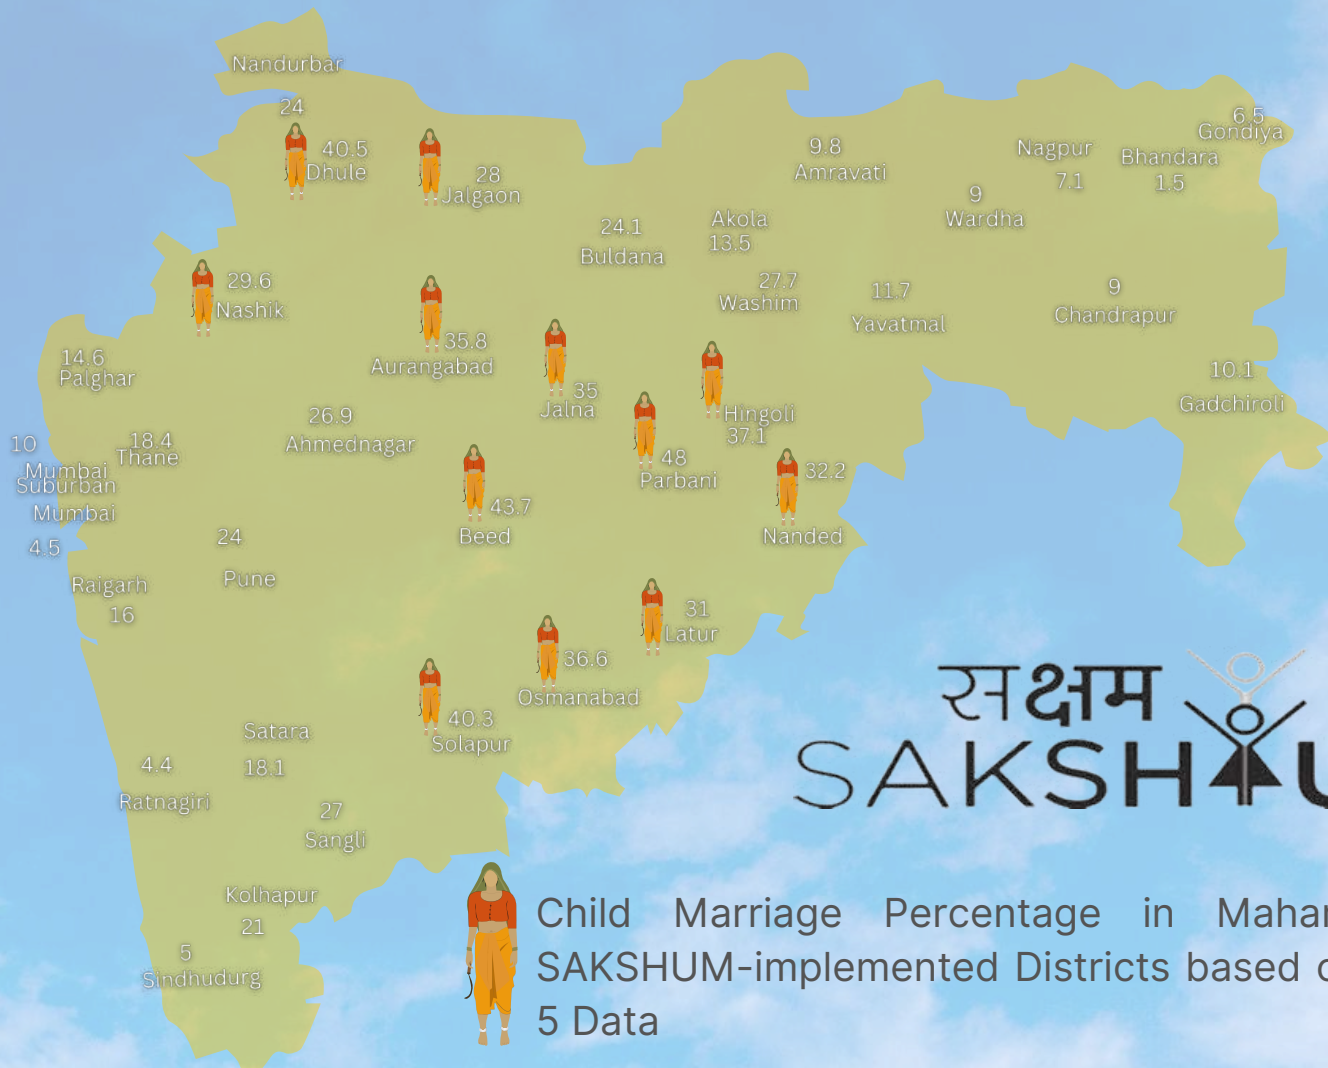 Nandurbar
24
40.5
Dhule
28
Jalgaon
9.8
Amravati
Nagpur
7.1
6.5
Gondiya
Bhandara
1.5
9
Wardha
24.1
Buldana
Akola
13.5
29.6
Nashik
27.7
Washim
11.7
Yavatmal
9
Chandrapur
35.8
Aurangabad
14.6
Palghar
35
Jalna
10.1
Gadchiroli
26.9
Ahmednagar
Hingoli
37.1
10
Mumbai
Suburban
18.4
Thane
48
Parbani
32.2
Nanded
Mumbai
4.5
43.7
Beed
24
Pune
Raigarh
16
31
Latur
36.6
Osmanabad
40.3
Solapur
Satara
18.1
4.4
Ratnagiri
27
Sangli
Kolhapur
21
5
Sindhudurg
सक्षम
SAKSHU
Child Marriage Percentage in Mahar
SAKSHUM-implemented Districts based o
5 Data